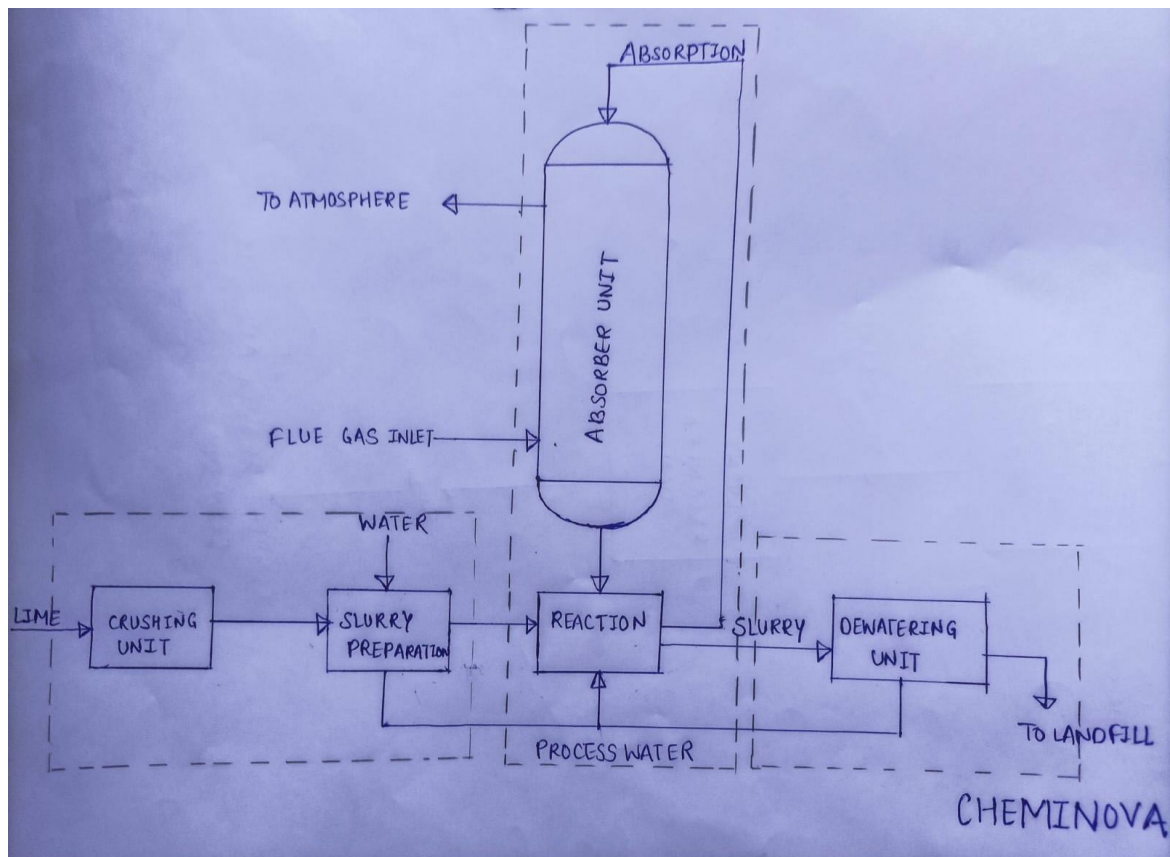 ABSORPTION
TO ATMOSPHERE
ABSORBER UNIT
FLUE GAS INLET
WATER
LIME
CRUSHING
UNIT
SLURRY
PREPARATION
REACTION
SLURRY
DEWATERING
UNIT
TO LANDFILL
PROCESS WATER
CHEMINOVA